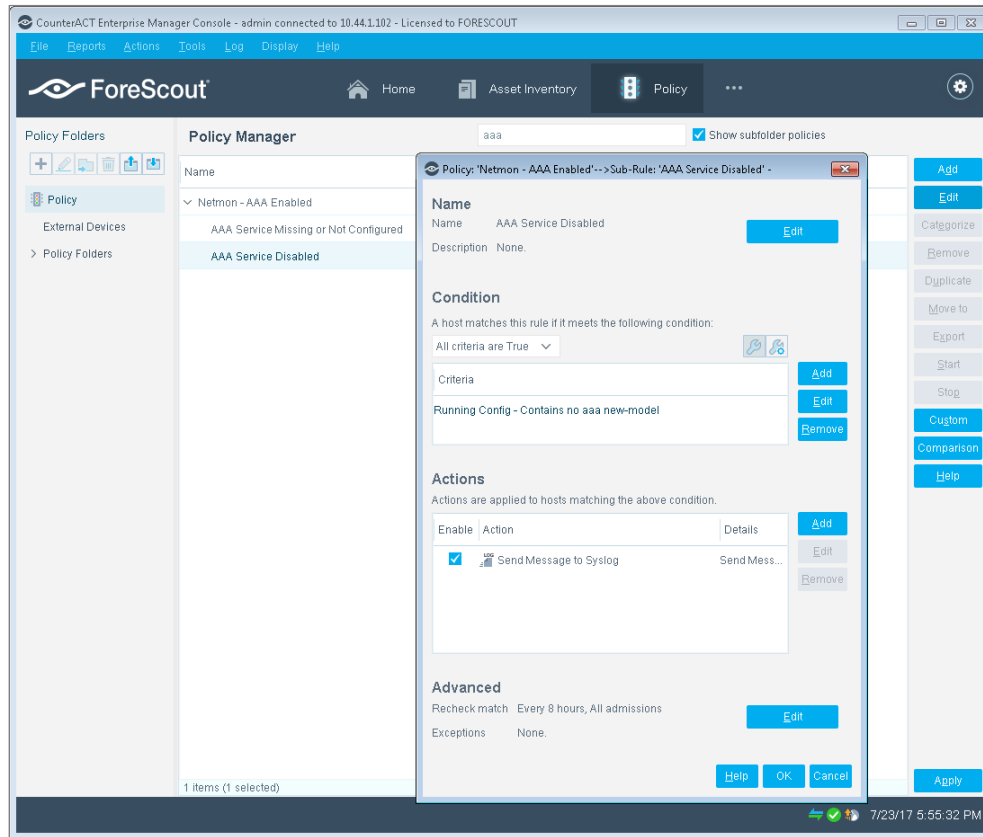 CounterACT Enterprise Manager Console - admin connected to 10.44.1.102 - Licensed to FORESCOUT
File Reports Actions Tools Log Display Help
ForeScout Home Asset Inventory Policy •••
Policy Folders
Policy
External Devices
Policy Folders
Policy Manager aaa Show subfolder policies
Name
Netmon - AAA Enabled
AAA Service Missing or Not Configured
AAA Service Disabled
1 items (1 selected)
Policy: 'Netmon - AAA Enabled'-->Sub-Rule: 'AAA Service Disabled' -
Name
Name AAA Service Disabled
Edit
Description None.
Condition
A host matches this rule if it meets the following condition:
All criteria are True
Criteria
Running Config - Contains no aaa new-model
Add
Edit
Remove
Actions
Actions are applied to hosts matching the above condition.
Enable Action Details
LOG Send Message to Syslog Send Mess...
Add
Edit
Remove
Advanced
Recheck match Every 8 hours, All admissions
Edit
Exceptions None.
Help OK Cancel
Add
Edit
Categorize
Remove
Duplicate
Move to
Export
Start
Stop
Custom
Comparison
Help
Apply
7/23/17 5:55:32 PM